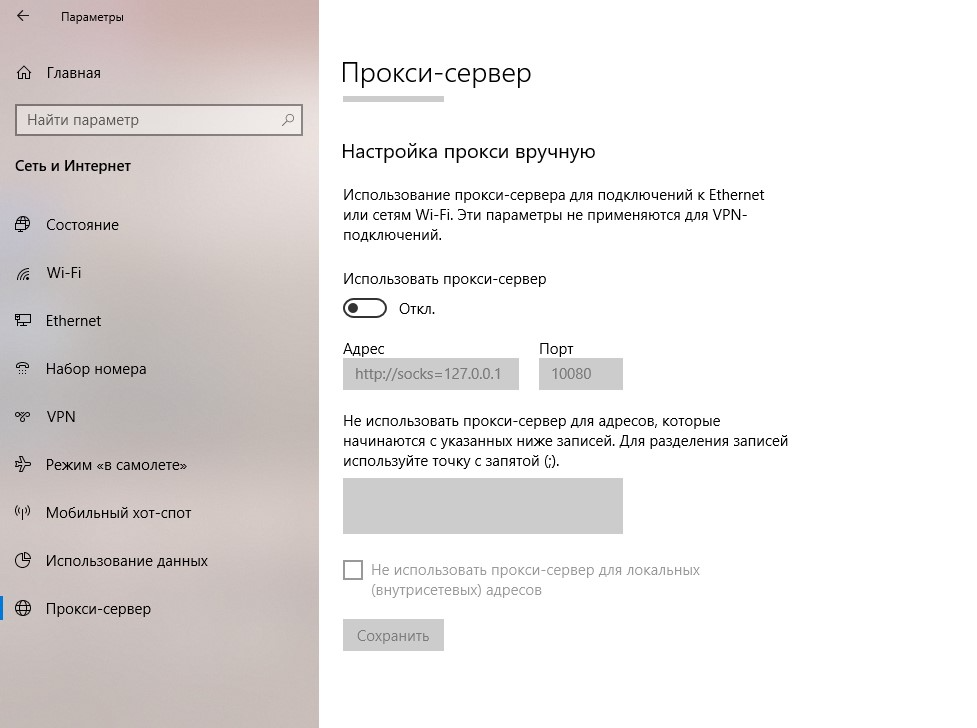 Параметры
Главная
Найти параметр
Сеть и Интернет
Состояние
Wi-Fi
Ethernet
Набор номера
VPN
Режим «в самолете»
Мобильный хот-спот
Использование данных
Прокси-сервер
Прокси-сервер
Настройка прокси вручную
Использование прокси-сервера для подключений к Ethernet
или сетям Wi-Fi. Эти параметры не применяются для VPN-
подключений.
Использовать прокси-сервер
Откл.
Адрес Порт
http://socks=127.0.0.1 10080
Не использовать прокси-сервер для адресов, которые
начинаются с указанных ниже записей. Для разделения записей
используйте точку с запятой (;).
Не использовать прокси-сервер для локальных
(внутрисетевых) адресов
Сохранить